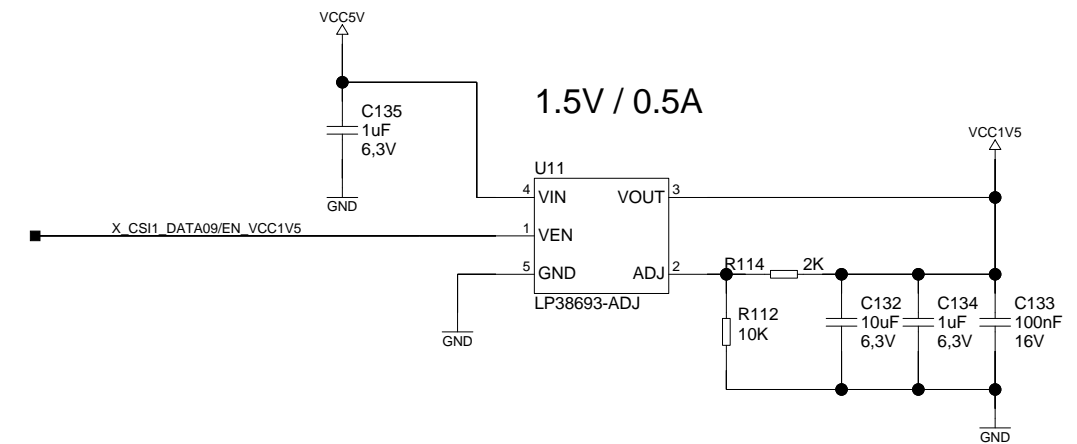 VCC5V
1.5V / 0.5A
C135
1uF
6,3V
GND
VCC1V5
U11
4 VIN VOUT 3
X_CSI1_DATA09/EN_VCC1V5
1 VEN
5 GND ADJ 2
LP38693-ADJ
GND
R114 2K
R112
10K
C132
10uF
6,3V
C134
1uF
6,3V
C133
100nF
16V
GND